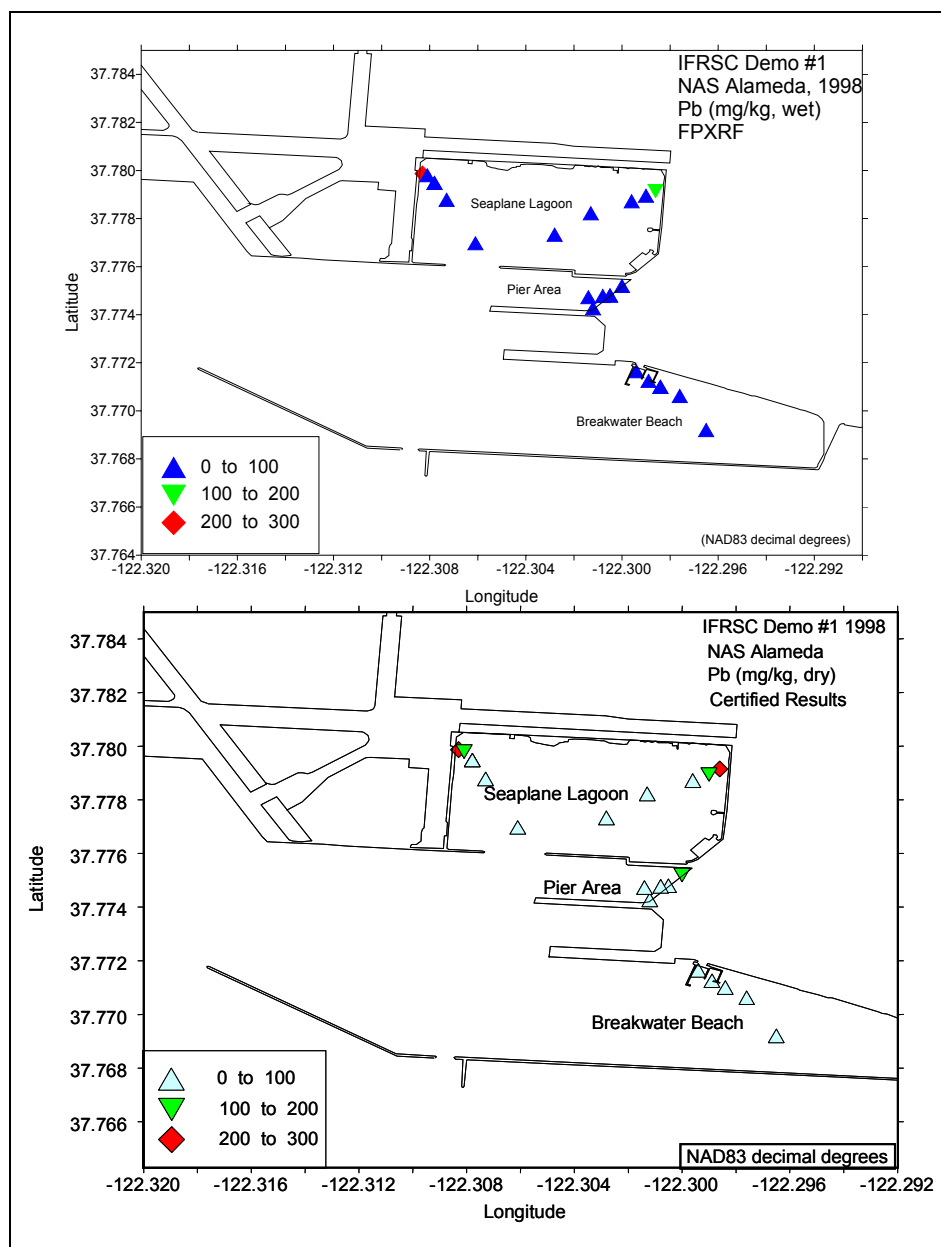 IFRSC Demo #1
NAS Alameda, 1998
Pb (mg/kg, wet)
FPXRF
37.784
37.782
37.780
37.778
37.776
37.774
37.772
37.770
37.768
37.766
37.764
Latitude
Seaplane Lagoon
Pier Area
Breakwater Beach
0 to 100
100 to 200
200 to 300
(NAD83 decimal degrees)
-122.320 -122.316 -122.312 -122.308 -122.304 -122.300 -122.296 -122.292
Longitude
IFRSC Demo #1 1998
NAS Alameda
Pb (mg/kg, dry)
Certified Results
37.784
37.782
37.780
37.778
37.776
37.774
37.772
37.770
37.768
37.766
Latitude
Seaplane Lagoon
Pier Area
Breakwater Beach
0 to 100
100 to 200
200 to 300
NAD83 decimal degrees
-122.320 -122.316 -122.312 -122.308 -122.304 -122.300 -122.296 -122.292
Longitude